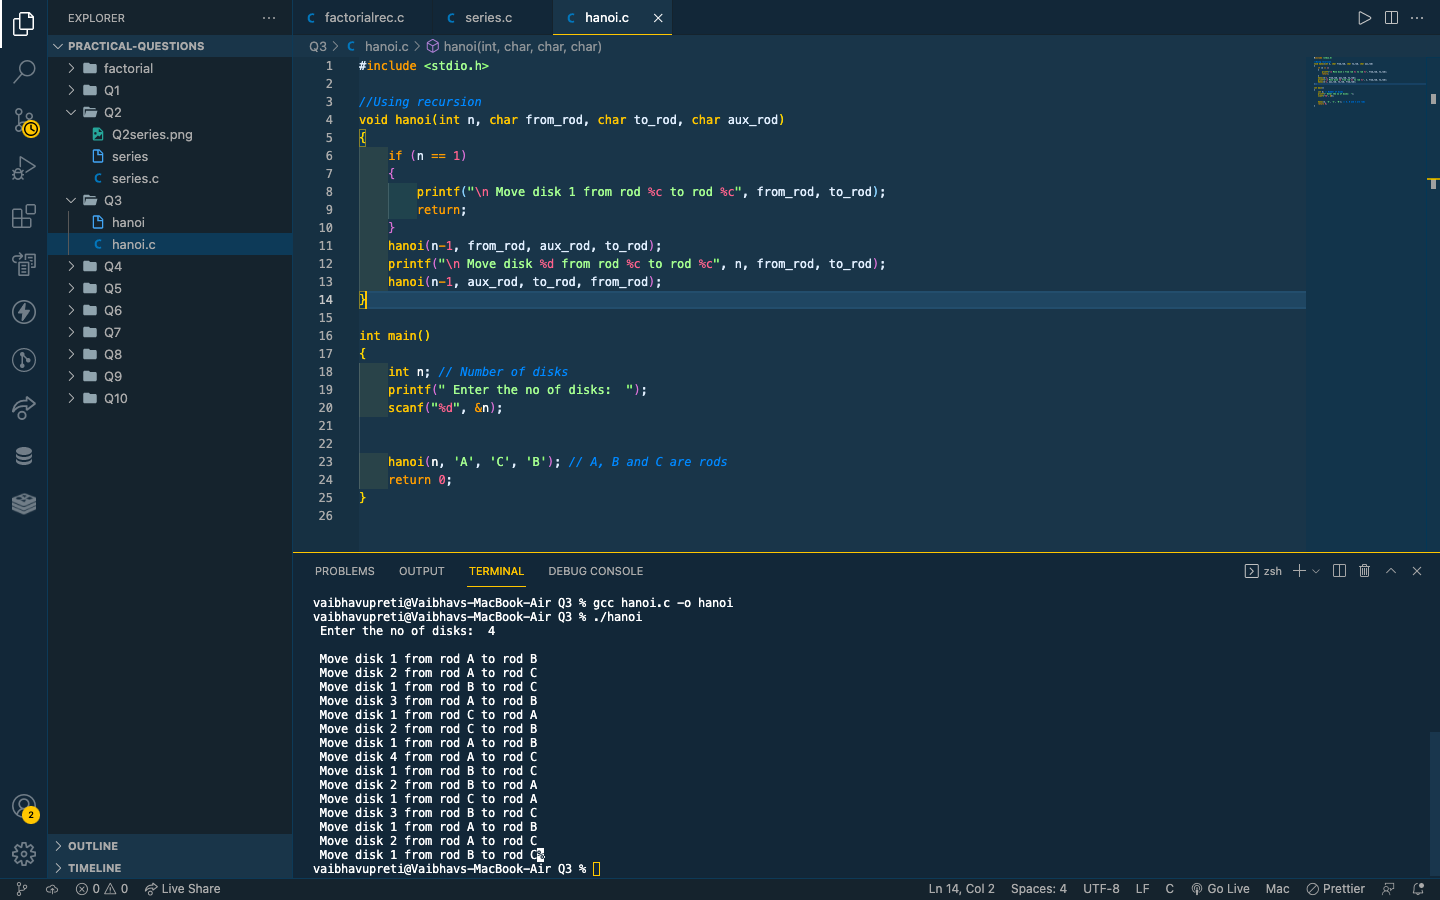 EXPLORER
PRACTICAL-QUESTIONS
factorial
Q1
Q2
Q2series.png
series
series.c
Q3
hanoi
hanoi.c
Q4
Q5
Q6
Q7
Q8
Q9
Q10
OUTLINE
TIMELINE
2
factorialrec.c
series.c
hanoi.c
Q3 > C hanoi.c > hanoi(int, char, char, char)
1 #include <stdio.h>
2
3 //Using recursion
4 void hanoi(int n, char from_rod, char to_rod, char aux_rod)
5 {
6 if (n == 1)
7 {
8 printf("\n Move disk 1 from rod %c to rod %c", from_rod, to_rod);
9 return;
10 }
11 hanoi(n-1, from_rod, aux_rod, to_rod);
12 printf("\n Move disk %d from rod %c to rod %c", n, from_rod, to_rod);
13 hanoi(n-1, aux_rod, to_rod, from_rod);
14 }
15
16 int main()
17 {
18 int n; // Number of disks
19 printf(" Enter the no of disks:  ");
20 scanf("%d", &n);
21
22
23 hanoi(n, 'A', 'C', 'B'); // A, B and C are rods
24 return 0;
25 }
26
PROBLEMS OUTPUT TERMINAL DEBUG CONSOLE zsh
vaibhavupreti@Vaibhavs-MacBook-Air Q3 % gcc hanoi.c -o hanoi
vaibhavupreti@Vaibhavs-MacBook-Air Q3 % ./hanoi
Enter the no of disks:  4
Move disk 1 from rod A to rod B
Move disk 2 from rod A to rod C
Move disk 1 from rod B to rod C
Move disk 3 from rod A to rod B
Move disk 1 from rod C to rod A
Move disk 2 from rod C to rod B
Move disk 1 from rod A to rod B
Move disk 4 from rod A to rod C
Move disk 1 from rod B to rod C
Move disk 2 from rod B to rod A
Move disk 1 from rod C to rod A
Move disk 3 from rod B to rod C
Move disk 1 from rod A to rod B
Move disk 2 from rod A to rod C
Move disk 1 from rod B to rod C%
vaibhavupreti@Vaibhavs-MacBook-Air Q3 %
0 0 Live Share Ln 14, Col 2 Spaces: 4 UTF-8 LF C Go Live Mac Prettier